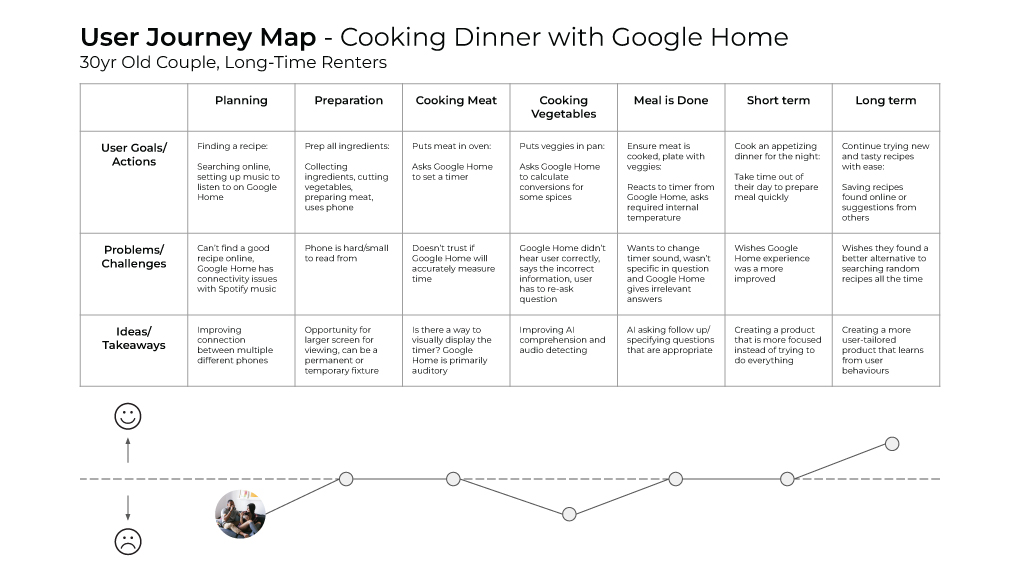 User Journey Map - Cooking Dinner with Google Home
30yr Old Couple, Long-Time Renters
Planning
Preparation
Cooking Meat
Cooking
Vegetables
Meal is Done
Short term
Long term
User Goals/
Actions
Finding a recipe:
Searching online,
setting up music to
listen to on Google
Home
Prep all ingredients:
Collecting
ingredients, cutting
vegetables,
preparing meat,
uses phone
Puts meat in oven:
Asks Google Home
to set a timer
Puts veggies in pan:
Asks Google Home
to calculate
conversions for
some spices
Ensure meat is
cooked, plate with
veggies:
Reacts to timer from
Google Home, asks
required internal
temperature
Cook an appetizing
dinner for the night:
Take time out of
their day to prepare
meal quickly
Continue trying new
and tasty recipes
with ease:
Saving recipes
found online or
suggestions from
others
Problems/
Challenges
Can't find a good
recipe online,
Google Home has
connectivity issues
with Spotify music
Phone is hard/small
to read from
Doesn't trust if
Google Home will
accurately measure
time
Google Home didn't
hear user correctly,
says the incorrect
information, user
has to re-ask
question
Wants to change
timer sound, wasn't
specific in question
and Google Home
gives irrelevant
answers
Wishes Google
Home experience
was a more
improved
Wishes they found a
better alternative to
searching random
recipes all the time
Ideas/
Takeaways
Improving
connection
between multiple
different phones
Opportunity for
larger screen for
viewing, can be a
permanent or
temporary fixture
Is there a way to
visually display the
timer? Google
Home is primarily
auditory
Improving AI
comprehension and
audio detecting
AI asking follow up/
specifying questions
that are appropriate
Creating a product
that is more focused
instead of trying to
do everything
Creating a more
user-tailored
product that learns
from user
behaviours